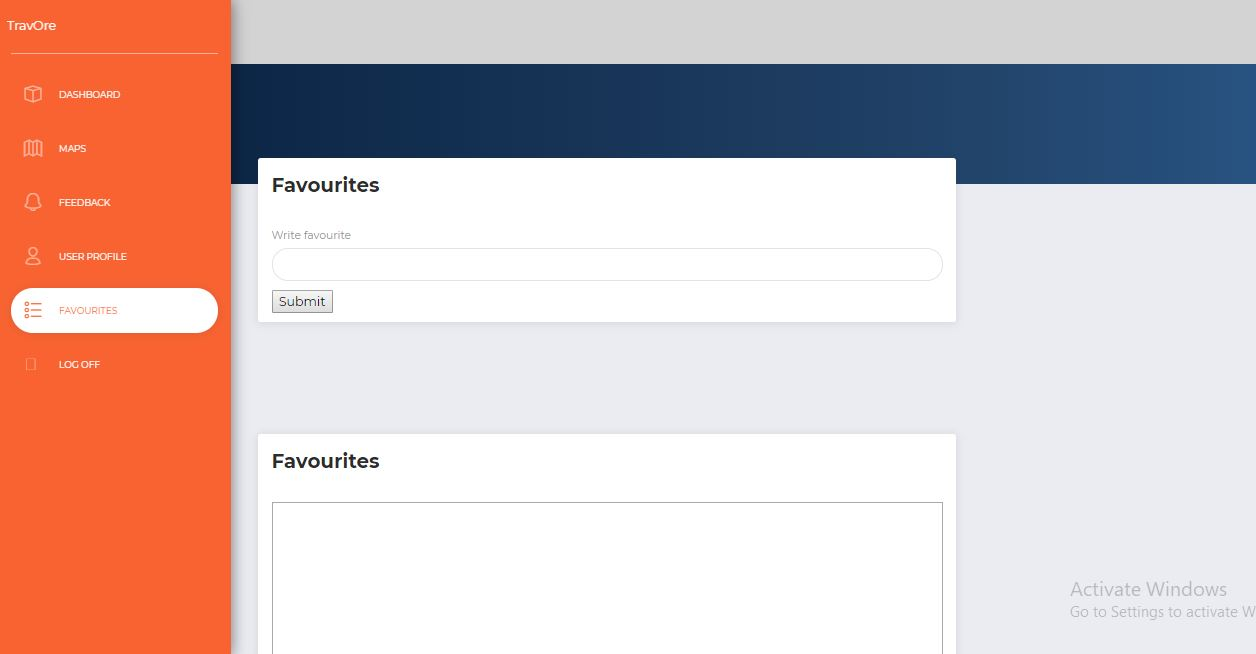 TravOre
DASHBOARD
MAPS
FEEDBACK
USER PROFILE
FAVOURITES
LOG OFF
Favourites
Write favourite
Submit
Favourites
Activate Windows
Go to Settings to activate W